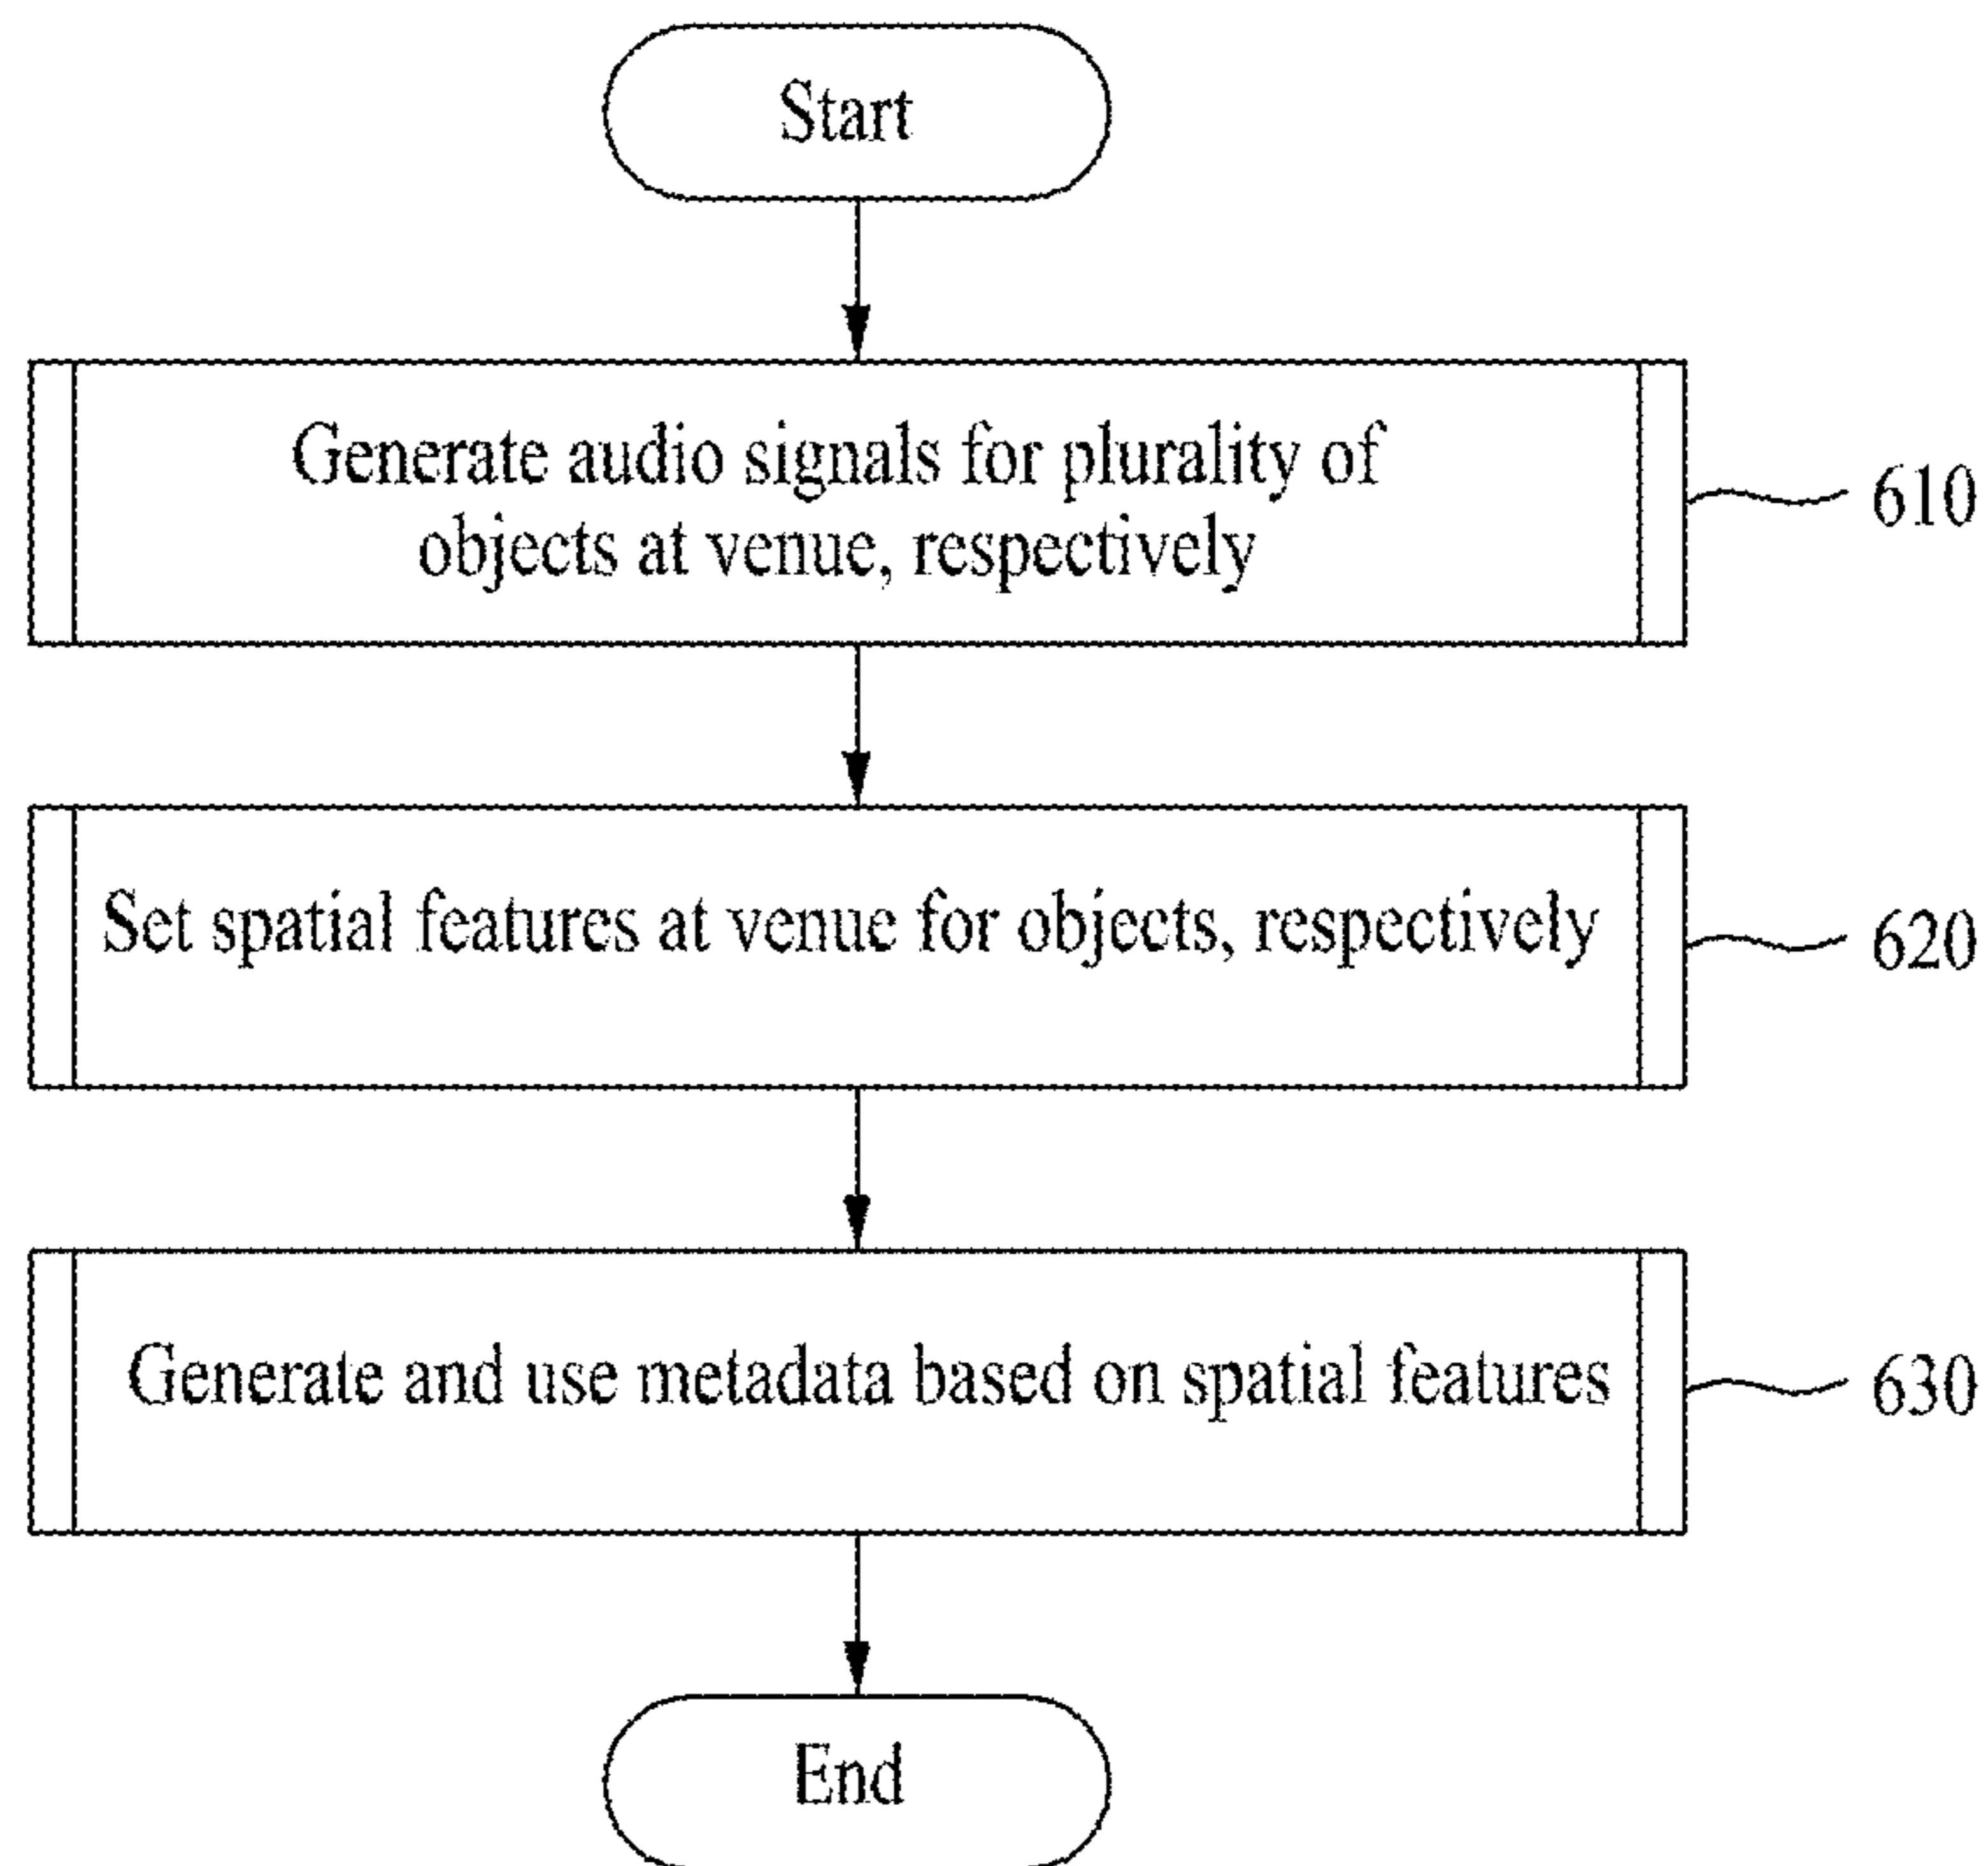 Start
Generate audio signals for plurality of
objects at venue, respectively
610
Set spatial features at venue for objects, respectively
620
Generate and use metadata based on spatial features
630
End